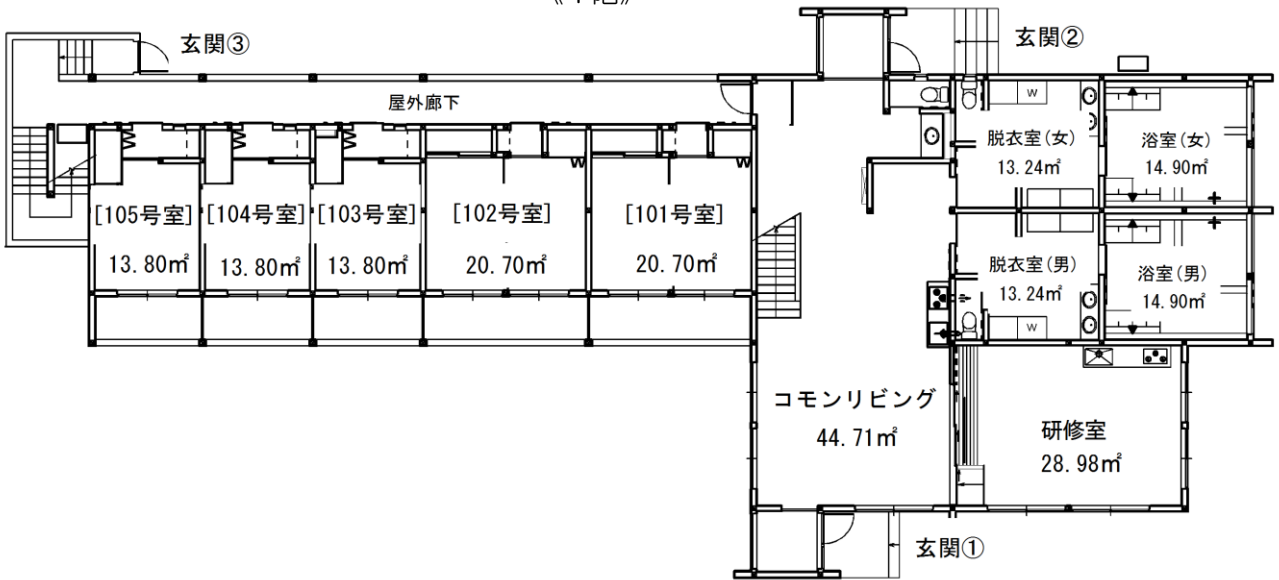 玄関③
玄関②
屋外廊下
W
脱衣室(女)
13.24㎡
浴室(女)
14.90㎡
[105号室]
[104号室]
[103号室]
[102号室]
[101号室]
13.80㎡
13.80㎡
13.80㎡
20.70㎡
20.70㎡
脱衣室(男)
13.24㎡
浴室(男)
14.90㎡
W
コモンリビング
44.71㎡
研修室
28.98㎡
玄関①